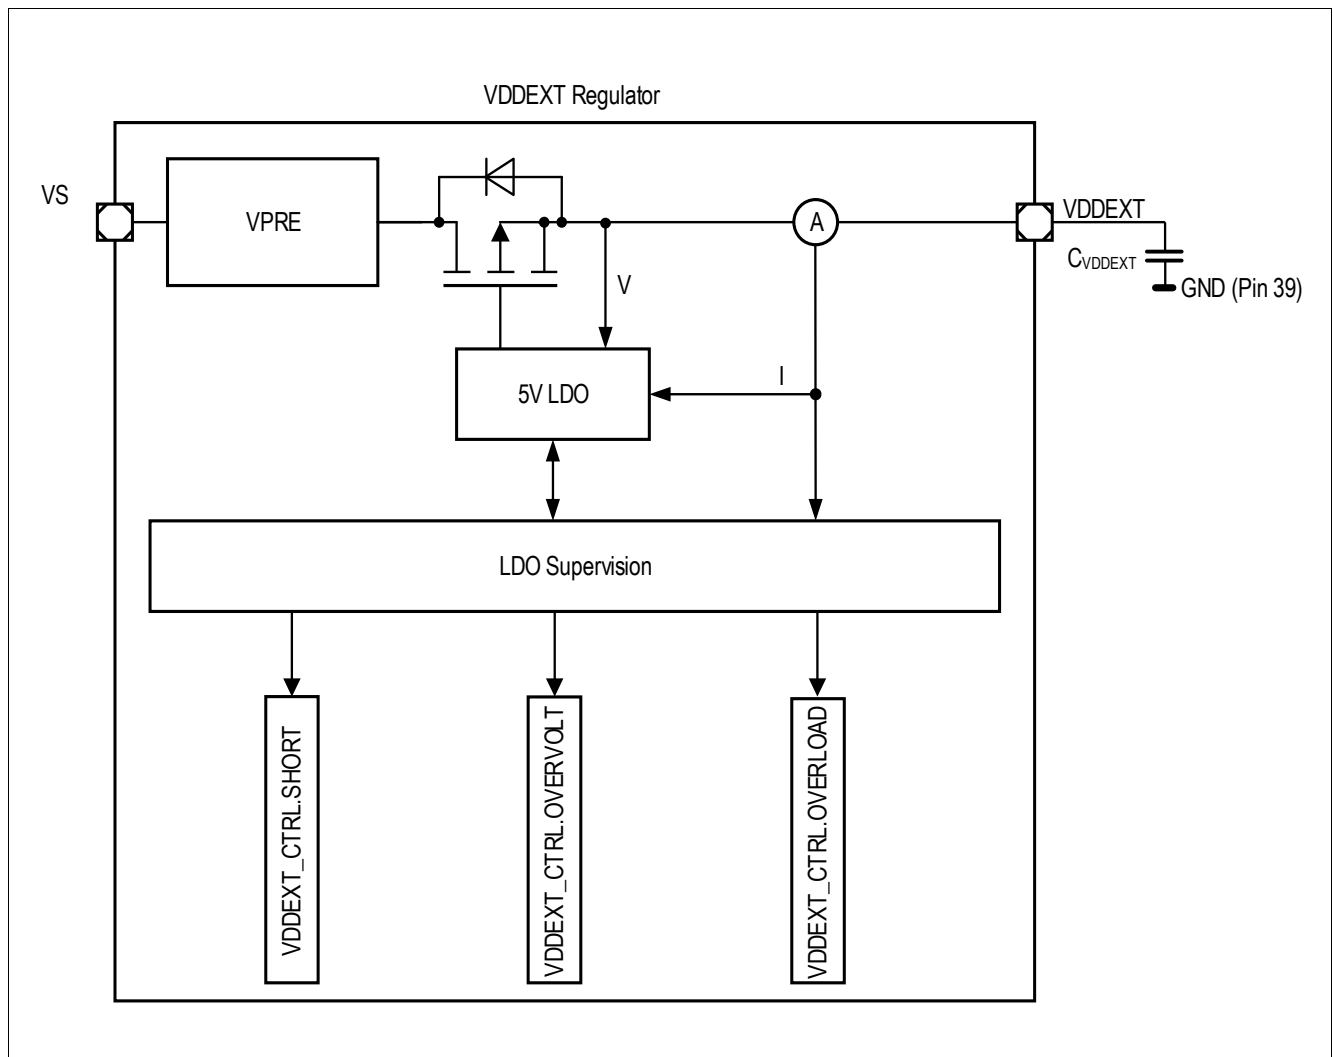 VDDEXT Regulator
VS
VPRE
A
VDDEXT
CVDDEXT
GND (Pin 39)
V
I
5V LDO
LDO Supervision
VDDEXT_CTRL.SHORT
VDDEXT_CTRL.OVERVOLT
VDDEXT_CTRL.OVERLOAD